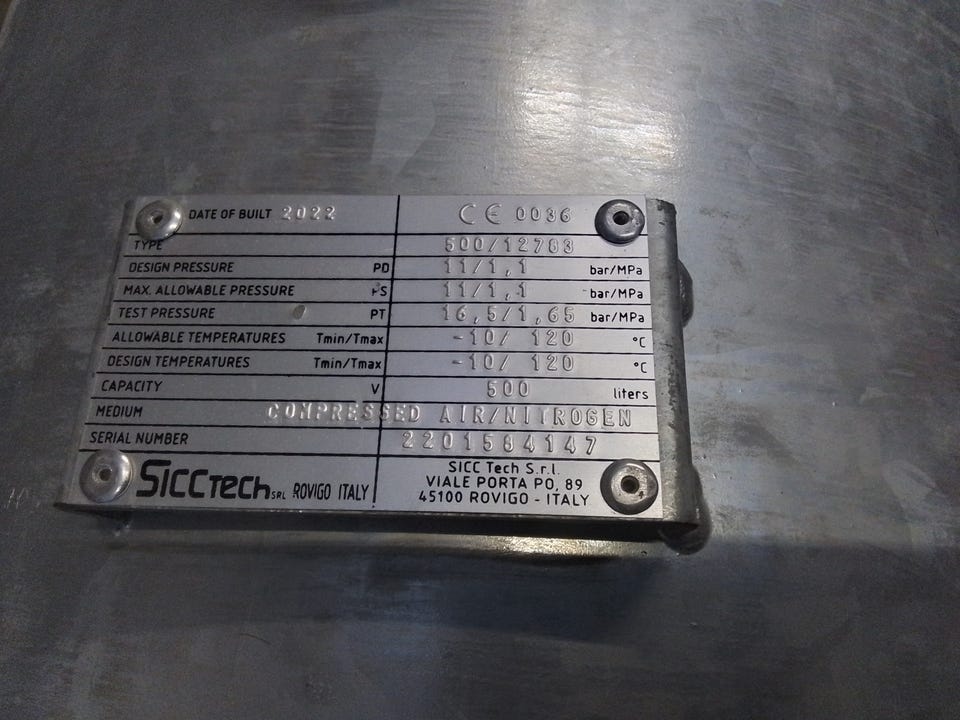 DATE OF BUILT 2022 CE 0036
TYPE 500/12783
DESIGN PRESSURE PD 11/1,1 bar/MPa
MAX. ALLOWABLE PRESSURE PS 11/1,1 bar/MPa
TEST PRESSURE PT 16,5/1,65 bar/MPa
ALLOWABLE TEMPERATURES Tmin/Tmax -10/ 120 °C
DESIGN TEMPERATURES Tmin/Tmax -10/ 120 °C
CAPACITY V 500 liters
MEDIUM COMPRESSED AIR/NITROGEN
SERIAL NUMBER 2201584147
SICCTECH SRL ROVIGO ITALY
SICC Tech S.r.l.
VIALE PORTA PO, 89
45100 ROVIGO - ITALY